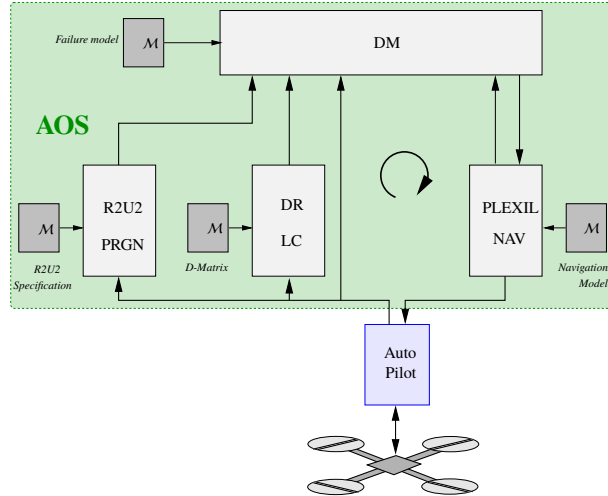 Failure model
M
DM
AOS
R2U2
PRGN
M
R2U2
Specification
DR
LC
M
D-Matrix
PLEXIL
NAV
M
Navigation
Model
Auto
Pilot